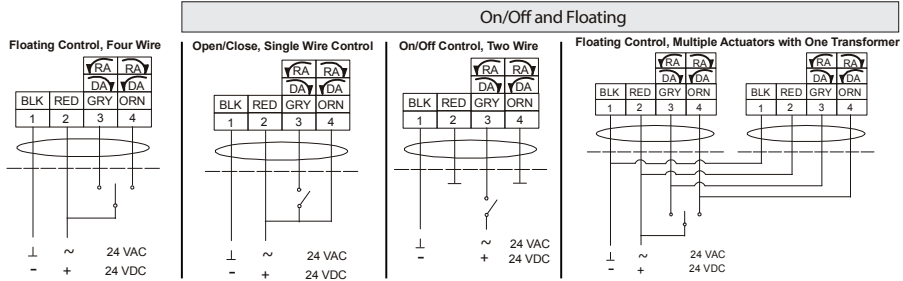 On/Off and Floating
Floating Control, Four Wire
RA RA
DA DA
BLK RED GRY ORN
1 2 3 4
⊥ ~ 24 VAC
- + 24 VDC
Open/Close, Single Wire Control
RA RA
DA DA
BLK RED GRY ORN
1 2 3 4
⊥ ~ 24 VAC
- + 24 VDC
On/Off Control, Two Wire
RA RA
DA DA
BLK RED GRY ORN
1 2 3 4
⊥ ~ 24 VAC
- + 24 VDC
Floating Control, Multiple Actuators with One Transformer
RA RA
DA DA
BLK RED GRY ORN
1 2 3 4
RA RA
DA DA
BLK RED GRY ORN
1 2 3 4
⊥ ~ 24 VAC
- + 24 VDC